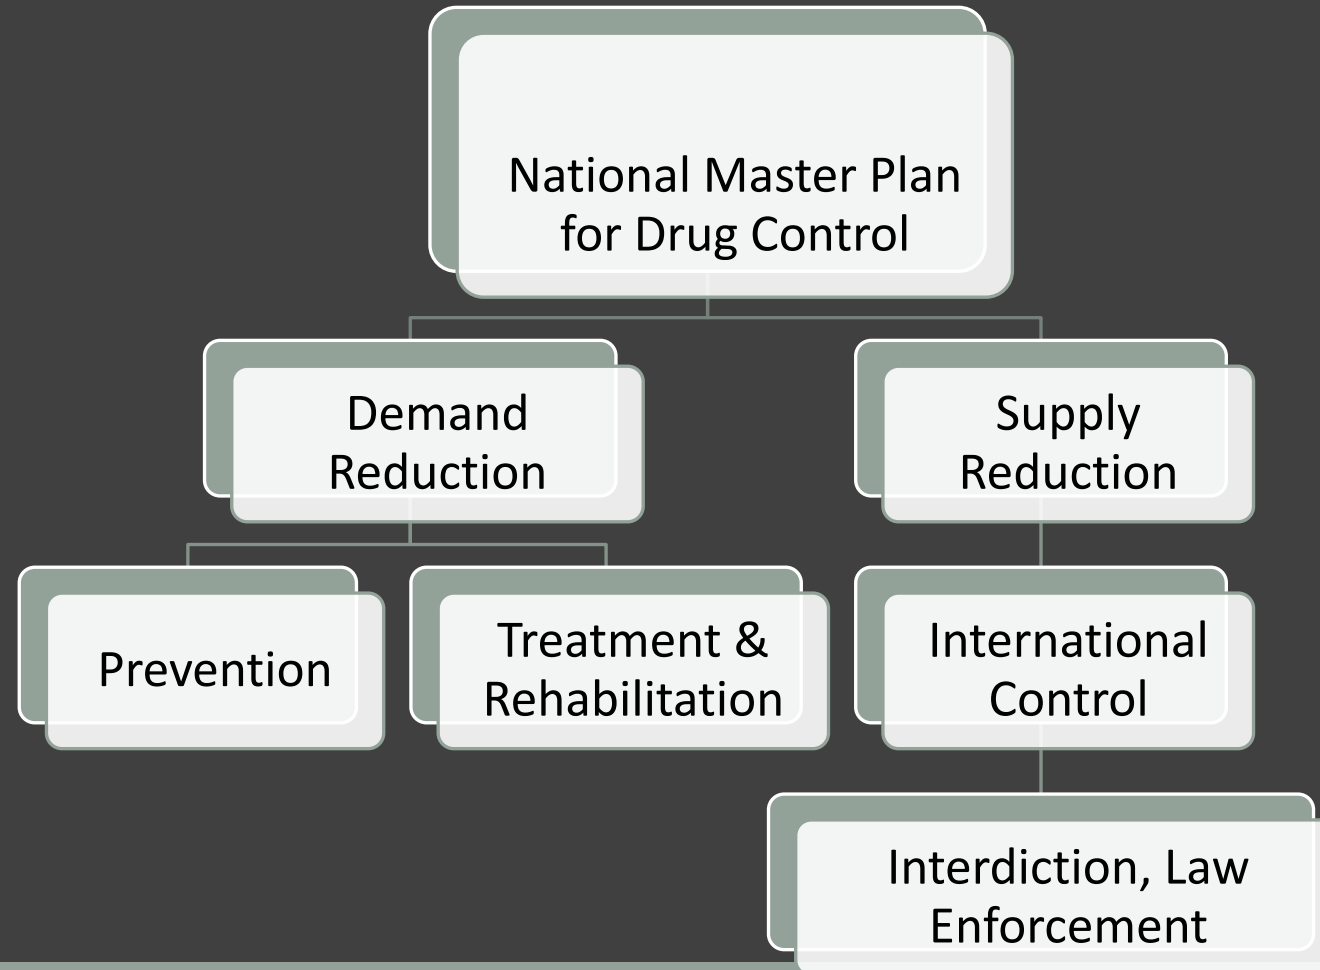 National Master Plan
for Drug Control
Demand
Reduction
Supply
Reduction
Prevention
Treatment &
Rehabilitation
International
Control
Interdiction, Law
Enforcement